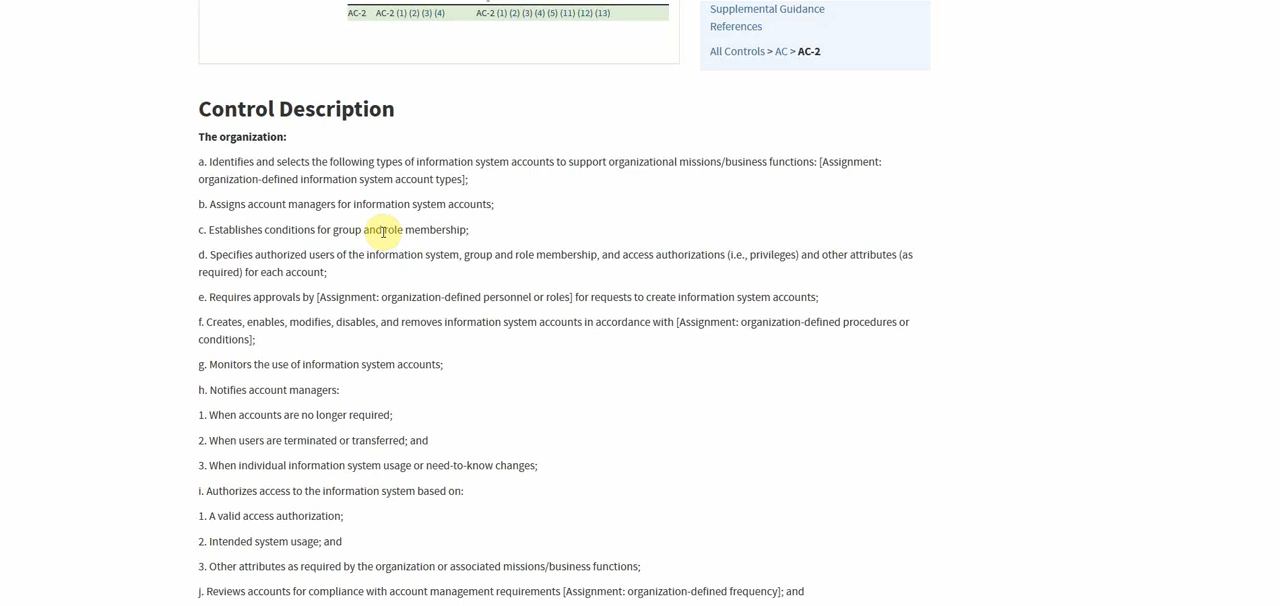 AC-2 AC-2 (1) (2) (3) (4) AC-2 (1) (2) (3) (4) (5) (11) (12) (13)
Supplemental Guidance
References
All Controls > AC > AC-2
Control Description
The organization:
a. Identifies and selects the following types of information system accounts to support organizational missions/business functions: [Assignment:
organization-defined information system account types];
b. Assigns account managers for information system accounts;
c. Establishes conditions for group and role membership;
d. Specifies authorized users of the information system, group and role membership, and access authorizations (i.e., privileges) and other attributes (as
required) for each account;
e. Requires approvals by [Assignment: organization-defined personnel or roles] for requests to create information system accounts;
f. Creates, enables, modifies, disables, and removes information system accounts in accordance with [Assignment: organization-defined procedures or
conditions];
g. Monitors the use of information system accounts;
h. Notifies account managers:
1. When accounts are no longer required;
2. When users are terminated or transferred; and
3. When individual information system usage or need-to-know changes;
i. Authorizes access to the information system based on:
1. A valid access authorization;
2. Intended system usage; and
3. Other attributes as required by the organization or associated missions/business functions;
j. Reviews accounts for compliance with account management requirements [Assignment: organization-defined frequency]; and